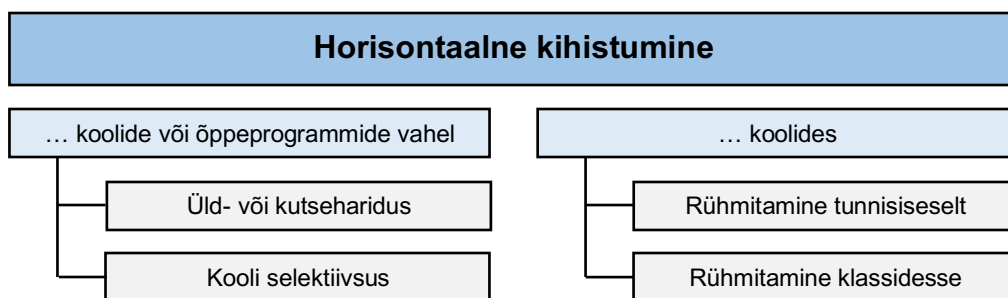 Horisontaalne kihistumine
… koolide või õppeprogrammide vahel
Üld- või kutseharidus
Kooli selektiivsus
… koolides
Rühmitamine tunnisiseselt
Rühmitamine klassidesse